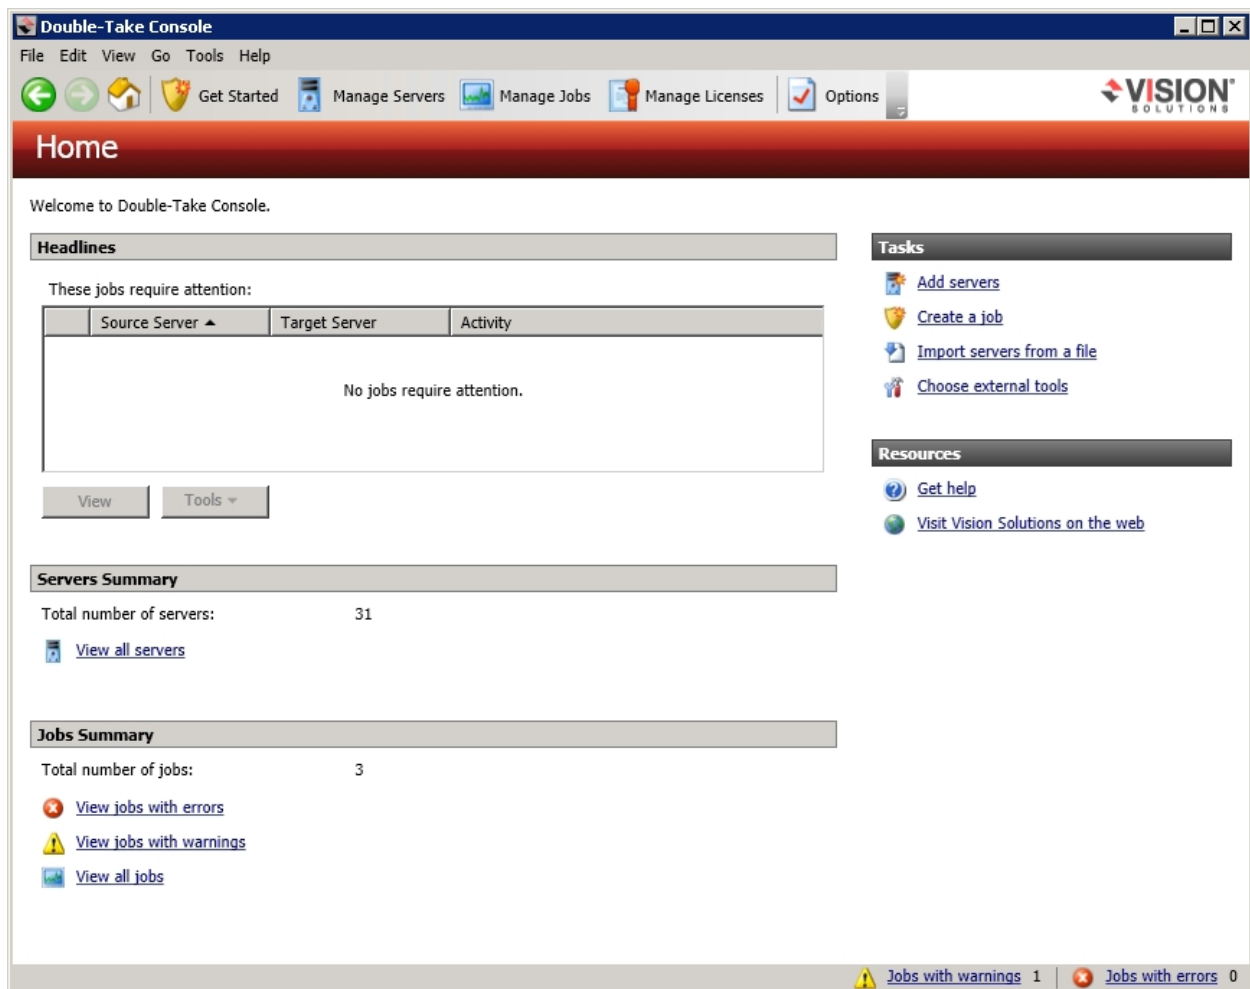 Double-Take Console
File Edit View Go Tools Help
Get Started Manage Servers Manage Jobs Manage Licenses Options
VISION®
SOLUTIONS
Home
Welcome to Double-Take Console.
Headlines
These jobs require attention:
Source Server Target Server Activity
No jobs require attention.
View Tools
Servers Summary
Total number of servers: 31
View all servers
Jobs Summary
Total number of jobs: 3
View jobs with errors
View jobs with warnings
View all jobs
Tasks
Add servers
Create a job
Import servers from a file
Choose external tools
Resources
Get help
Visit Vision Solutions on the web
Jobs with warnings 1 Jobs with errors 0